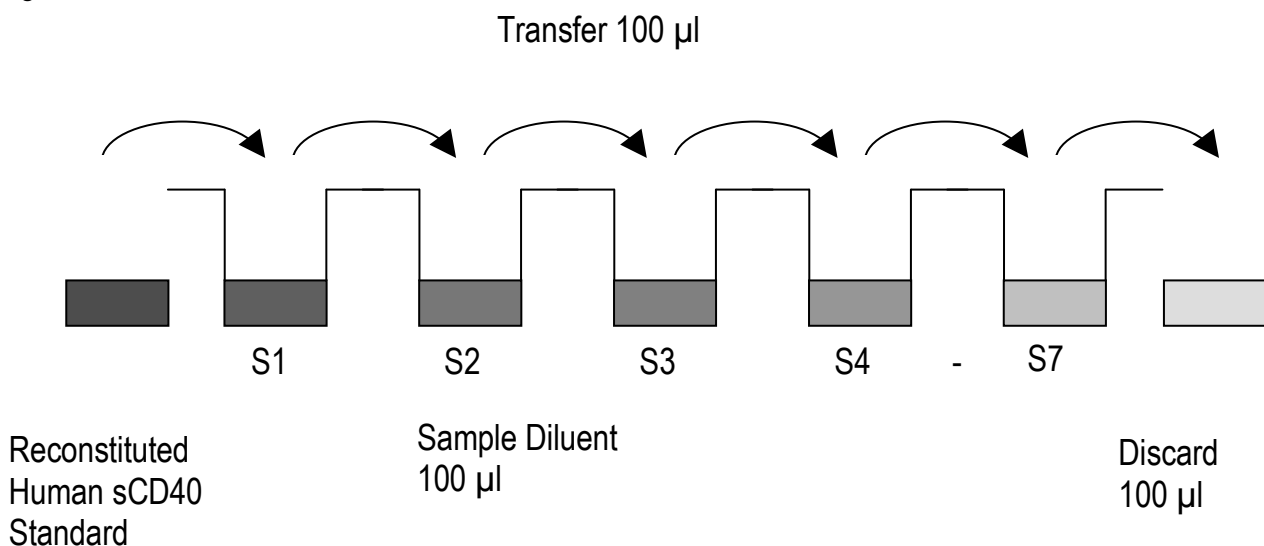 Transfer 100 µl
S1 S2 S3 S4 - S7
Reconstituted
Human sCD40
Standard
Sample Diluent
100 µl
Discard
100 µl